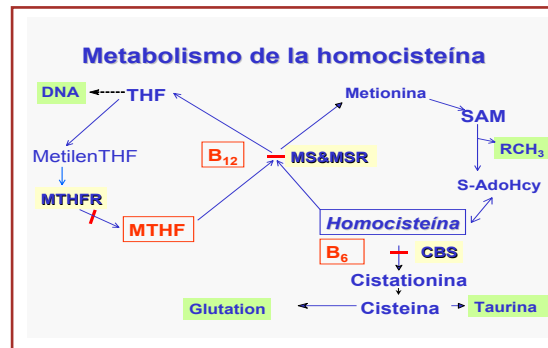 Metabolismo de la homocisteína
DNA
THF
Metionina
SAM
MetilenTHF
B12
MS&MSR
RCH3
S-AdoHcy
MTHFR
MTHF
Homocisteína
B6
CBS
Cistationina
Glutation
Cisteina
Taurina